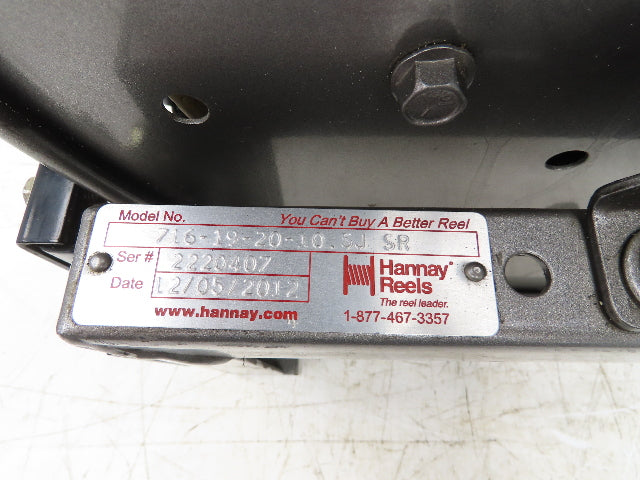 Model No. You Can't Buy A Better Reel
716-19-20-10.5J SR
Ser # 2220407
Date 12/05/2012
Hannay®
Reels
The reel leader.
www.hannay.com 1-877-467-3357